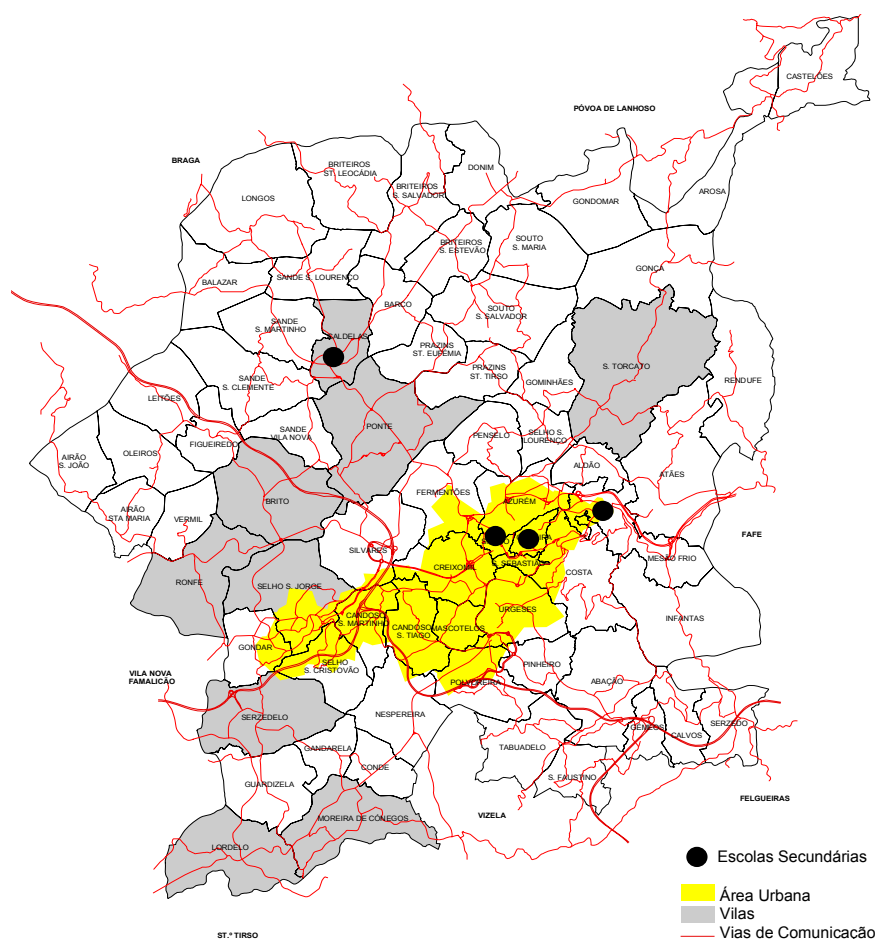 CASTELÕES
PÓVOA DE LANHOSO
BRAGA
BRITEIROS
ST. LEOCÁDIA
DONIM
BRITEIROS
S. SALVADOR
LONGOS
GONDOMAR
AROSA
SOUTO
S. MARIA
BRITEIROS
S. ESTEVÃO
GONÇA
BALAZAR
SANDE S. LOURENÇO
BARCO
SOUTO
S. SALVADOR
SANDE
S. MARTINHO
CALDELAS
PRAZINS
ST. EUFÉMIA
PRAZINS
ST. TIRSO
S. TORCATO
RENDUFE
GOMINHÃES
SANDE
S. CLEMENTE
LEITÕES
PONTE
SANDE
VILA NOVA
PENSELO
SELHO S.
LOURENÇO
FIGUEIREDO
OLEIROS
AIRÃO
S. JOÃO
ALDÃO
ATÃES
FERMENTÕES
AZURÉM
BRITO
AIRÃO
STA MARIA
VERMIL
FAFE
SILVARES
S. SEBASTIÃO
MESÃO FRIO
CREIXOMIL
COSTA
RONFE
SELHO S. JORGE
URGESES
INFANTAS
CANDOSO
S. MARTINHO
CANDOSO
S. TIAGO
MASCOTELOS
GONDAR
SELHO
S. CRISTOVÃO
PINHEIRO
VILA NOVA
FAMALICÃO
POLVOREIRA
ABAÇÃO
SERZEDELO
NESPEREIRA
GÉMEOS
CALVOS
SERZEDO
TABUADELO
GANDARELA
CONDE
S. FAUSTINO
GUARDIZELA
FELGUEIRAS
MOREIRA DE CÓNEGOS
VIZELA
LORDELO
Escolas Secundárias
Área Urbana
Vilas
Vias de Comunicação
ST.º TIRSO